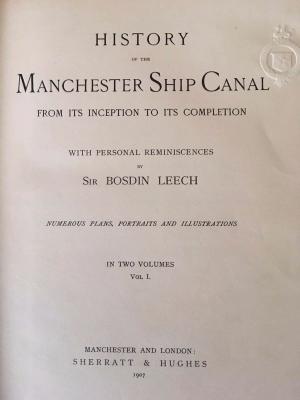 HISTORY
OF THE
MANCHESTER SHIP CANAL
FROM ITS INCEPTION TO ITS COMPLETION
WITH PERSONAL REMINISCENCES
BY
SIR BOSDIN LEECH
NUMEROUS PLANS, PORTRAITS AND ILLUSTRATIONS
IN TWO VOLUMES
VOL I.
MANCHESTER AND LONDON:
SHERRATT & HUGHES
1907